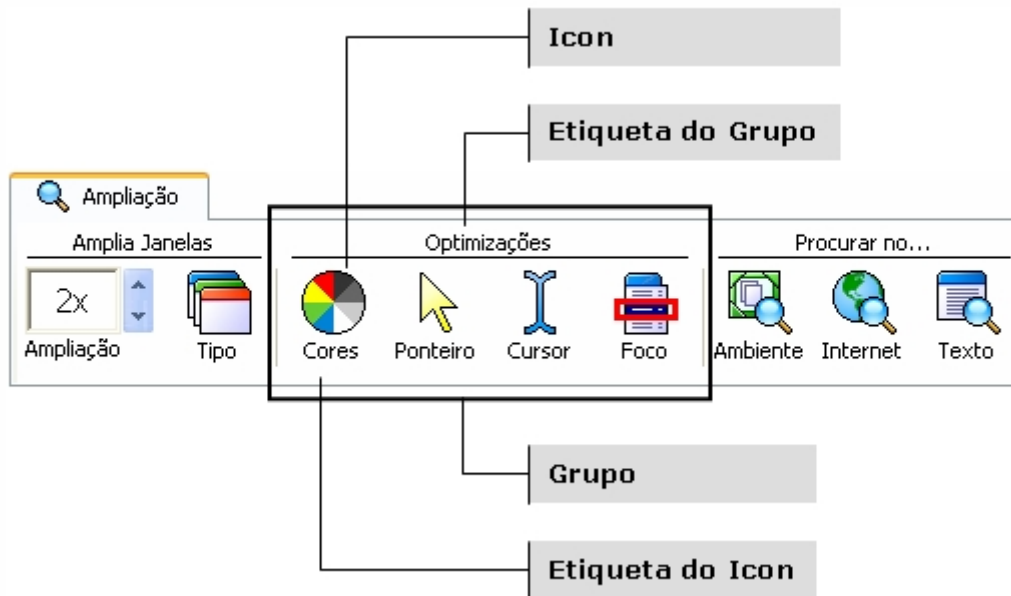 Icon
Etiqueta do Grupo
Ampliação
Amplia Janelas
Optimizações
Procurar no...
2x
Ampliação
Tipo
Cores
Ponteiro
Cursor
Foco
Ambiente
Internet
Texto
Grupo
Etiqueta do Icon